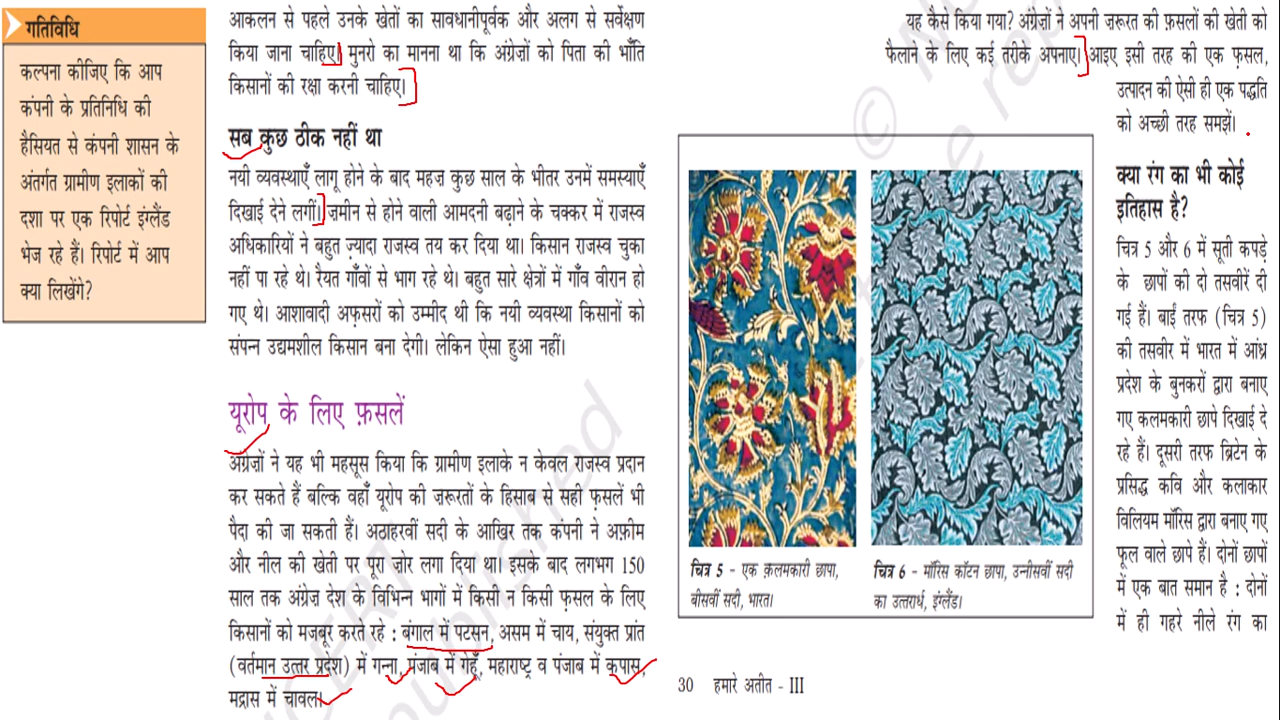 गतिविधि
कल्पना कीजिए कि आप
कंपनी के प्रतिनिधि की
हैसियत से कंपनी शासन के
अंतर्गत ग्रामीण इलाकों की
दशा पर एक रिपोर्ट इंग्लैंड
भेज रहे हैं। रिपोर्ट में आप
क्या लिखेंगे?
आकलन से पहले उनके खेतों का सावधानीपूर्वक और अलग से सर्वेक्षण
किया जाना चाहिए। मुनरो का मानना था कि अंग्रेजों को पिता की भाँति
किसानों की रक्षा करनी चाहिए।
सब कुछ ठीक नहीं था
नयी व्यवस्थाएँ लागू होने के बाद महज़ कुछ साल के भीतर उनमें समस्याएँ
दिखाई देने लगीं। ज़मीन से होने वाली आमदनी बढ़ाने के चक्कर में राजस्व
अधिकारियों ने बहुत ज़्यादा राजस्व तय कर दिया था। किसान राजस्व चुका
नहीं पा रहे थे। रैयत गाँवों से भाग रहे थे। बहुत सारे क्षेत्रों में गाँव वीरान हो
गए थे। आशावादी अफ़सरों को उम्मीद थी कि नयी व्यवस्था किसानों को
संपन्न उद्यमशील किसान बना देगी। लेकिन ऐसा हुआ नहीं।
यूरोप के लिए फ़सलें
अंग्रेज़ों ने यह भी महसूस किया कि ग्रामीण इलाके न केवल राजस्व प्रदान
कर सकते हैं बल्कि वहाँ यूरोप की ज़रूरतों के हिसाब से सही फ़सलें भी
पैदा की जा सकती हैं। अठाहरवीं सदी के आखिर तक कंपनी ने अफ़ीम
और नील की खेती पर पूरा ज़ोर लगा दिया था। इसके बाद लगभग 150
साल तक अंग्रेज़ देश के विभिन्न भागों में किसी न किसी फ़सल के लिए
किसानों को मजबूर करते रहे : बंगाल में पटसन, असम में चाय, संयुक्त प्रांत
(वर्तमान उत्तर प्रदेश) में गन्ना, पंजाब में गेहूँ, महाराष्ट्र व पंजाब में कपास,
मद्रास में चावल।
यह कैसे किया गया? अंग्रेज़ों ने अपनी ज़रूरत की फ़सलों की खेती को
फैलाने के लिए कई तरीके अपनाए। आइए इसी तरह की एक फ़सल,
उत्पादन की ऐसी ही एक पद्धति
को अच्छी तरह समझें।
क्या रंग का भी कोई
इतिहास है?
चित्र 5 और 6 में सूती कपड़े
के छापों की दो तसवीरें दी
गई हैं। बाईं तरफ (चित्र 5)
की तसवीर में भारत में आंध्र
प्रदेश के बुनकरों द्वारा बनाए
गए कलमकारी छापे दिखाई दे
रहे हैं। दूसरी तरफ ब्रिटेन के
प्रसिद्ध कवि और कलाकार
विलियम मॉरिस द्वारा बनाए गए
फूल वाले छापे हैं। दोनों छापों
में एक बात समान है : दोनों
में ही गहरे नीले रंग का
चित्र 5 - एक क़लमकारी छापा,
बीसवीं सदी, भारत।
चित्र 6 - मॉरिस कॉटन छापा, उन्नीसवीं सदी
का उत्तरार्ध, इंग्लैंड।
30 हमारे अतीत - III